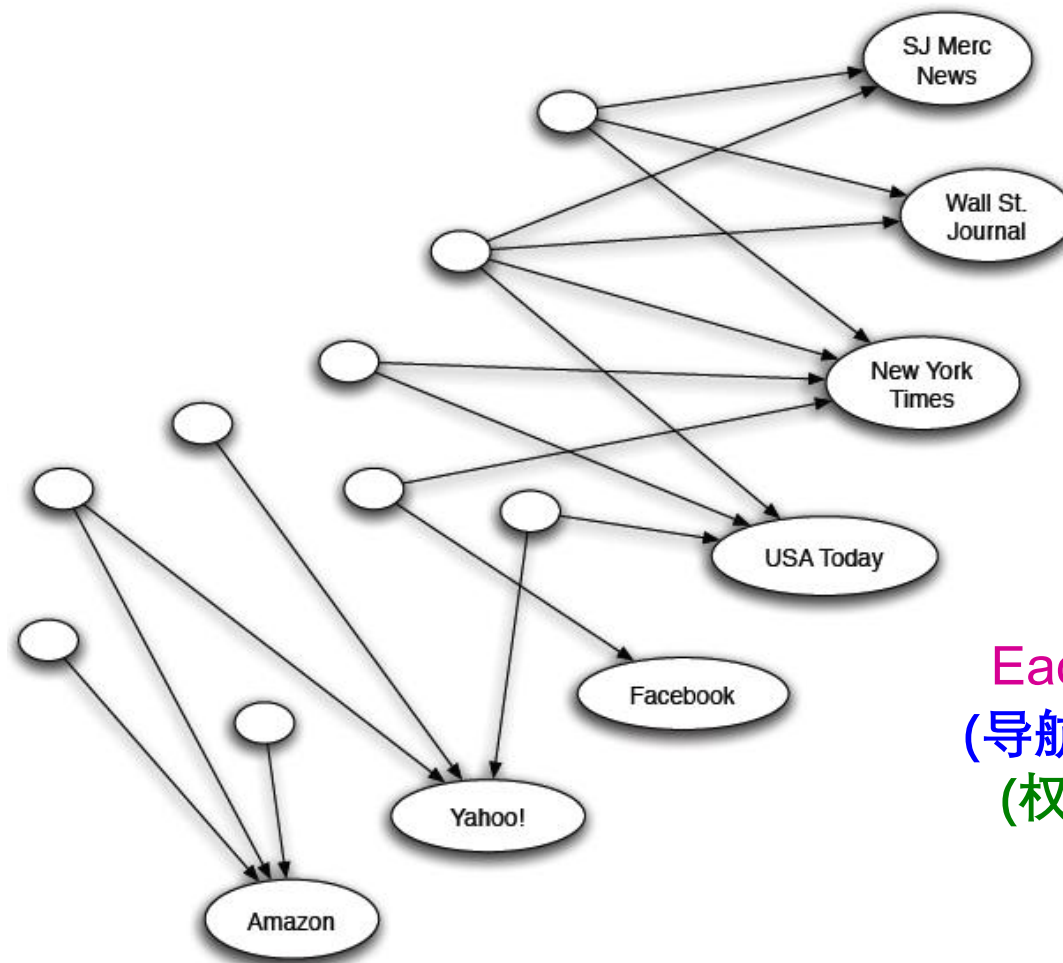 SJ Merc
News
Wall St.
Journal
New York
Times
USA Today
Facebook
Yahoo!
Amazon
Eac
(导航
(权